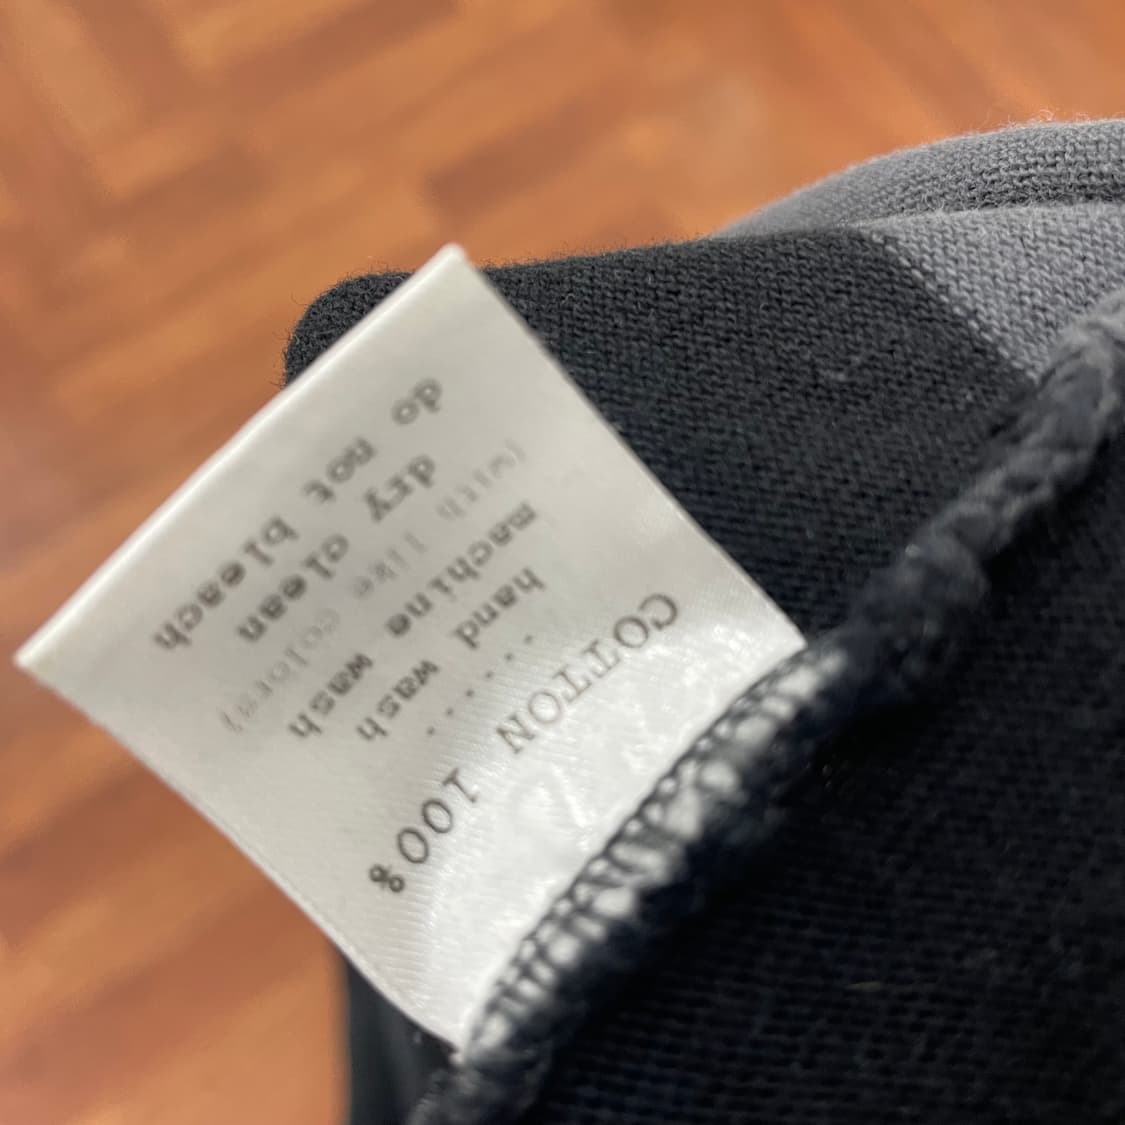 COTTON 100%
.....
hand wash
machine wash
(with like colors)
dry clean
do not bleach